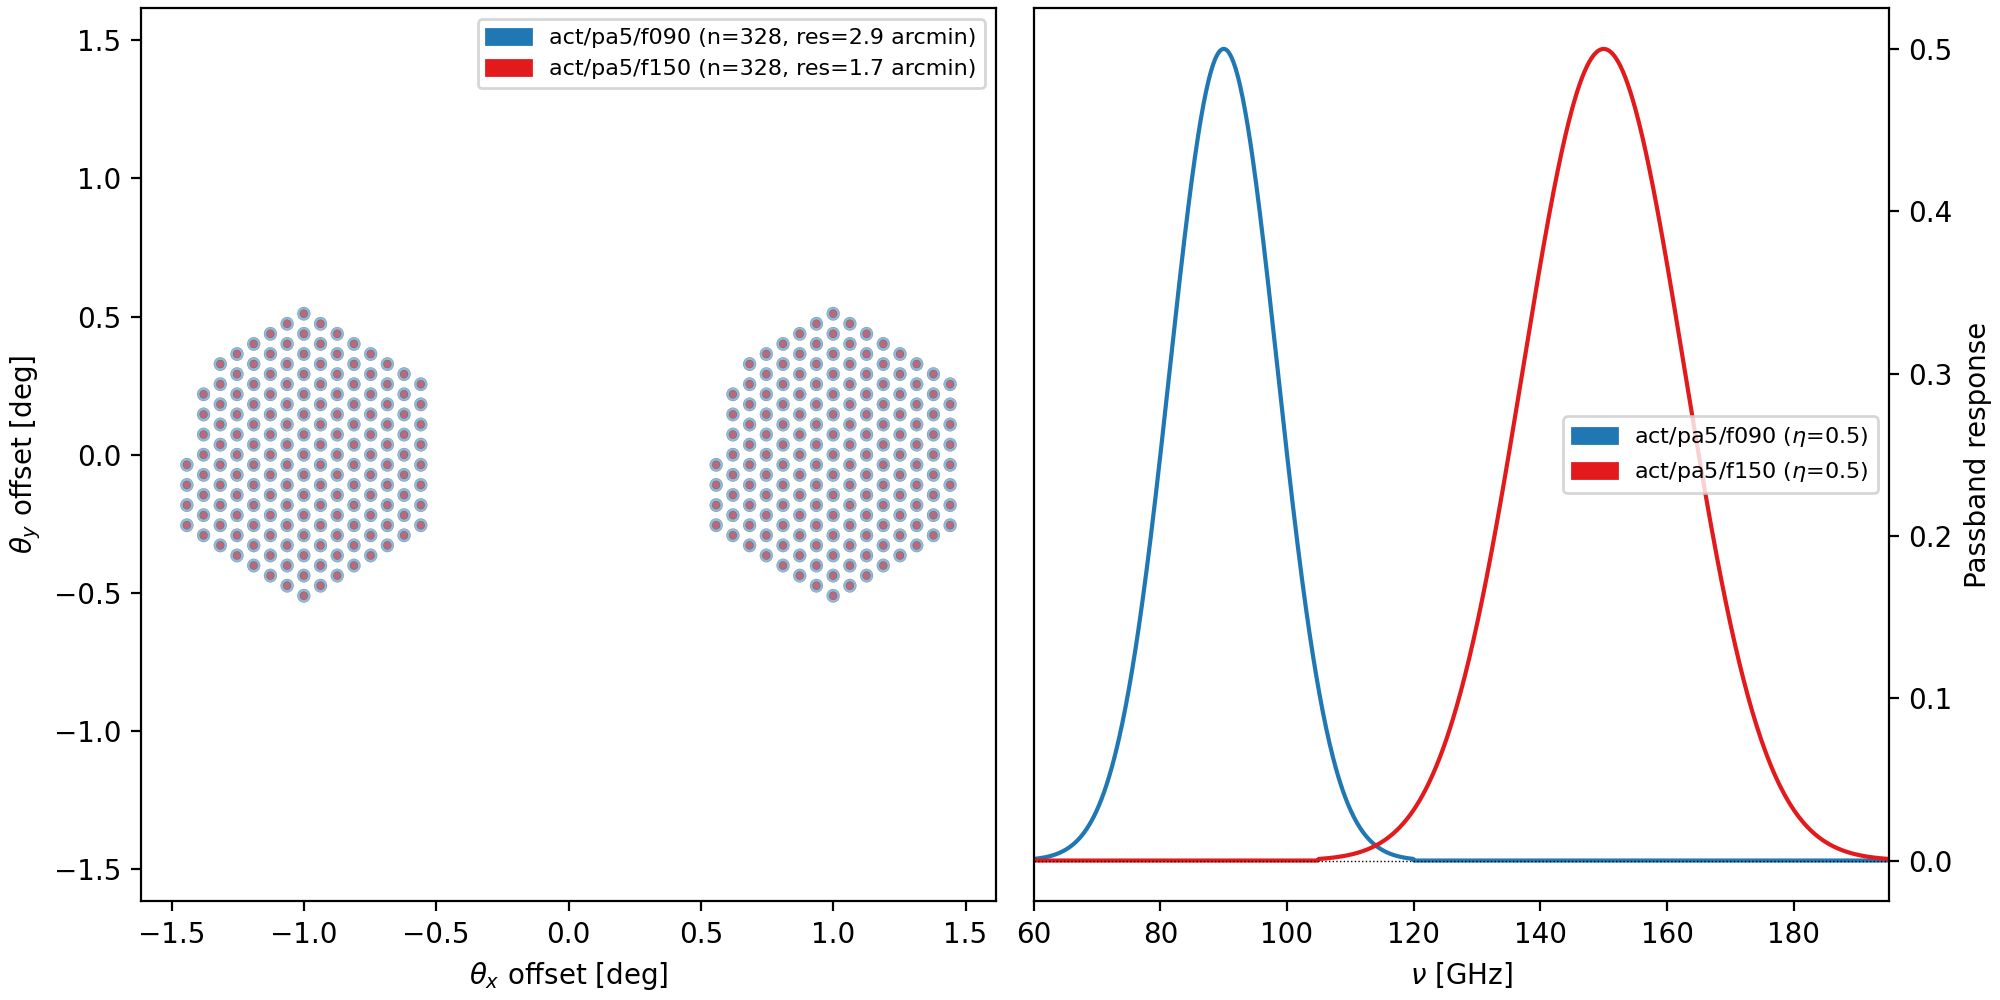 act/pa5/f090 (n=328, res=2.9 arcmin)
act/pa5/f150 (n=328, res=1.7 arcmin)
1.5
1.0
0.5
0.0
−0.5
−1.0
−1.5
θy offset [deg]
−1.5 −1.0 −0.5 0.0 0.5 1.0 1.5
θx offset [deg]
act/pa5/f090 (η=0.5)
act/pa5/f150 (η=0.5)
0.5
0.4
0.3
0.2
0.1
0.0
Passband response
60 80 100 120 140 160 180
ν [GHz]